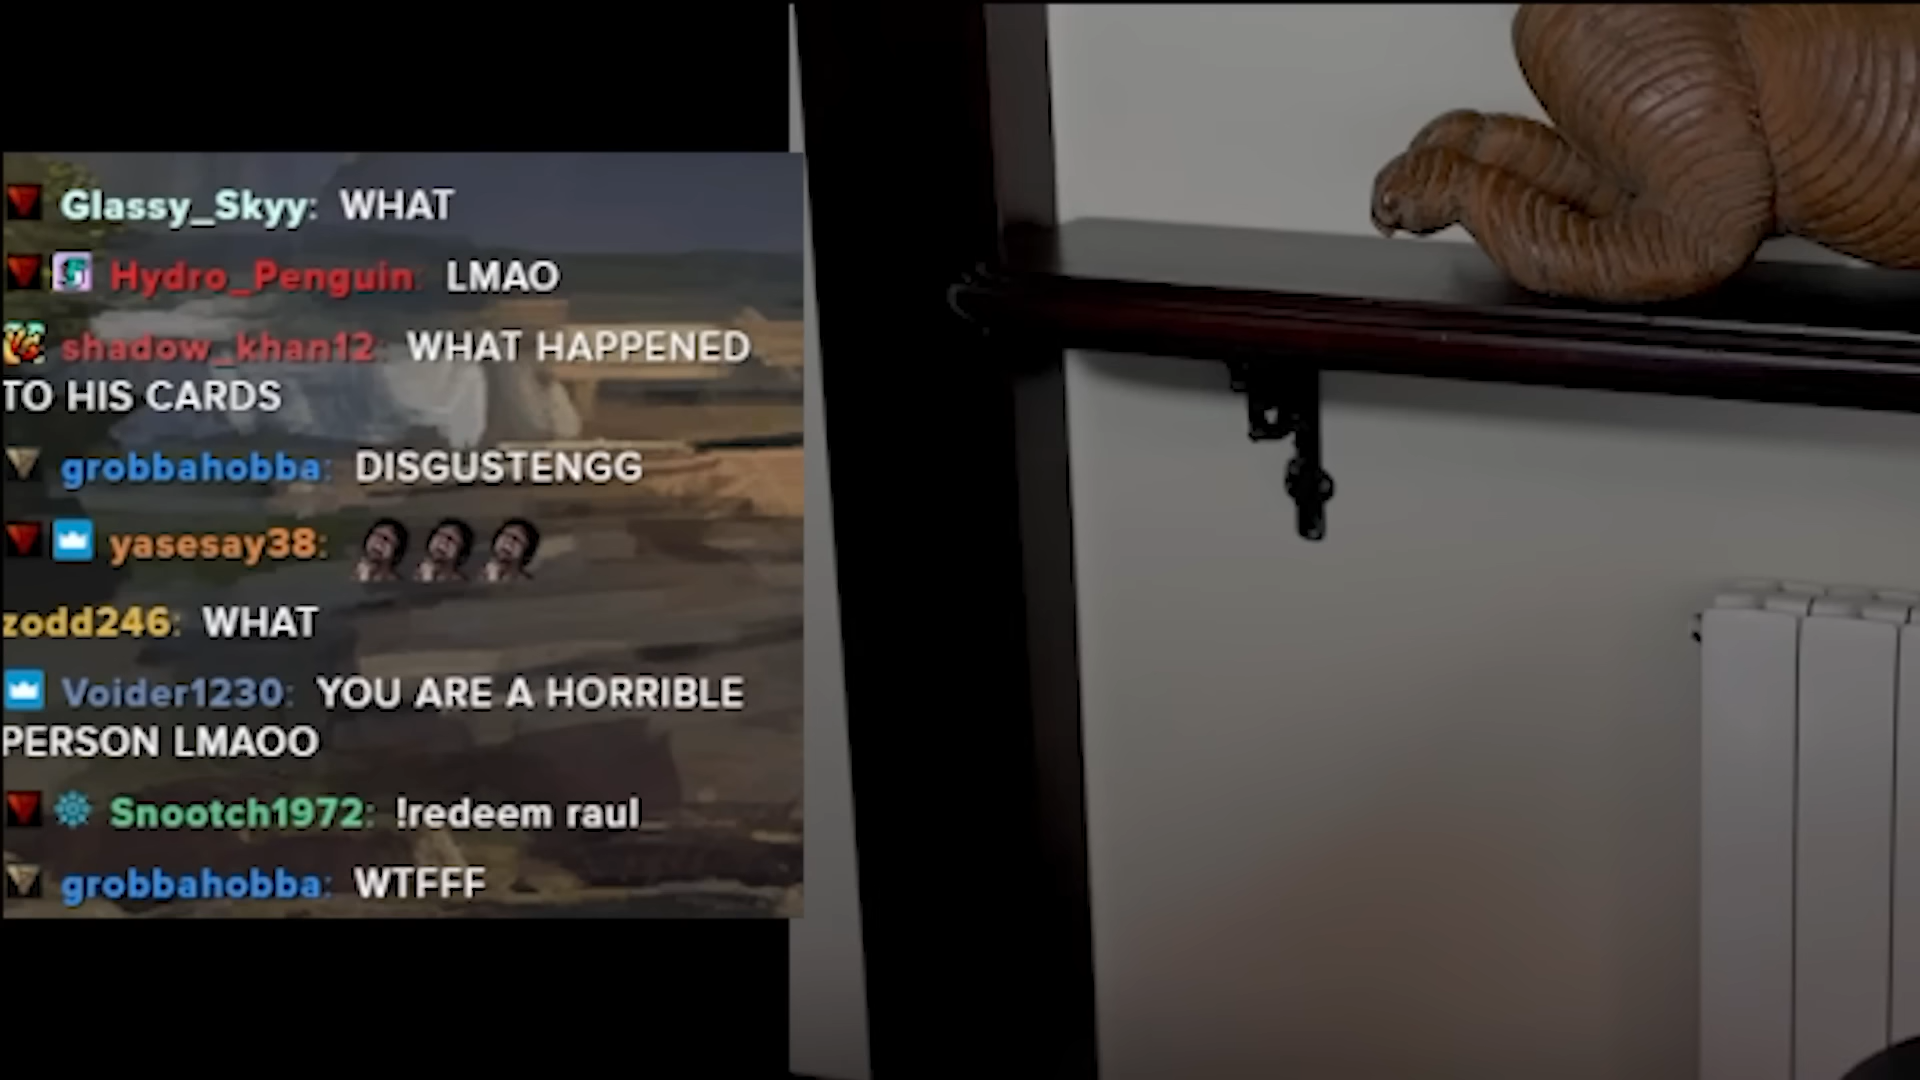 Glassy_Skyy: WHAT
Hydro_Penguin: LMAO
shadow_khan12: WHAT HAPPENED
TO HIS CARDS
grobbahobba: DISGUSTENGG
yasesay38:
zodd246: WHAT
Voider1230: YOU ARE A HORRIBLE
PERSON LMAOO
Snootch1972: !redeem raul
grobbahobba: WTFFF